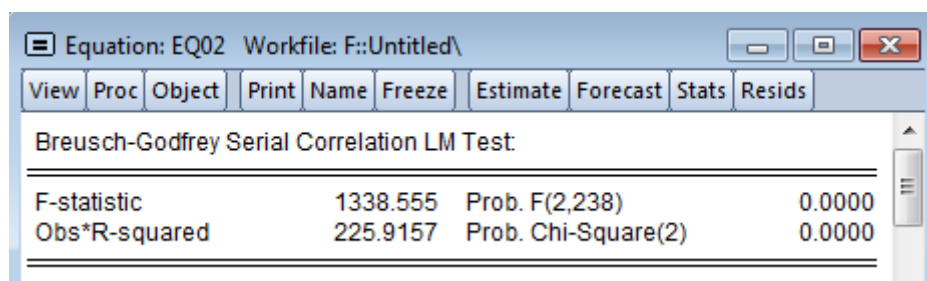 Equation: EQ02 Workfile: F::Untitled\
View Proc Object Print Name Freeze Estimate Forecast Stats Resids
Breusch-Godfrey Serial Correlation LM Test:
F-statistic 1338.555 Prob. F(2,238) 0.0000
Obs*R-squared 225.9157 Prob. Chi-Square(2) 0.0000